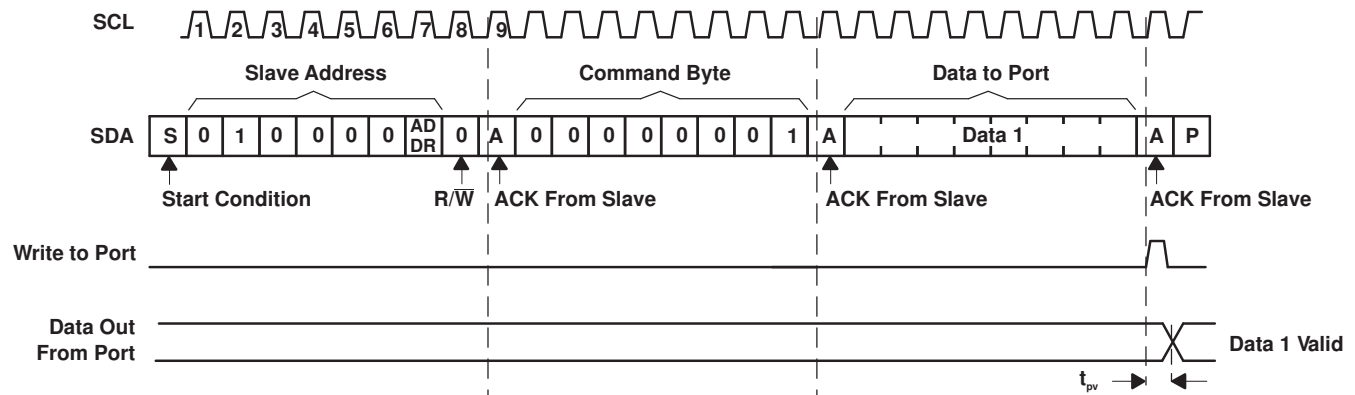 SCL 1 2 3 4 5 6 7 8 9
Slave Address Command Byte Data to Port
SDA S 0 1 0 0 0 0 AD DR 0 A 0 0 0 0 0 0 0 1 A Data 1 A P
Start Condition R/W̅ ACK From Slave ACK From Slave ACK From Slave
Write to Port
Data Out
From Port
Data 1 Valid
tpv